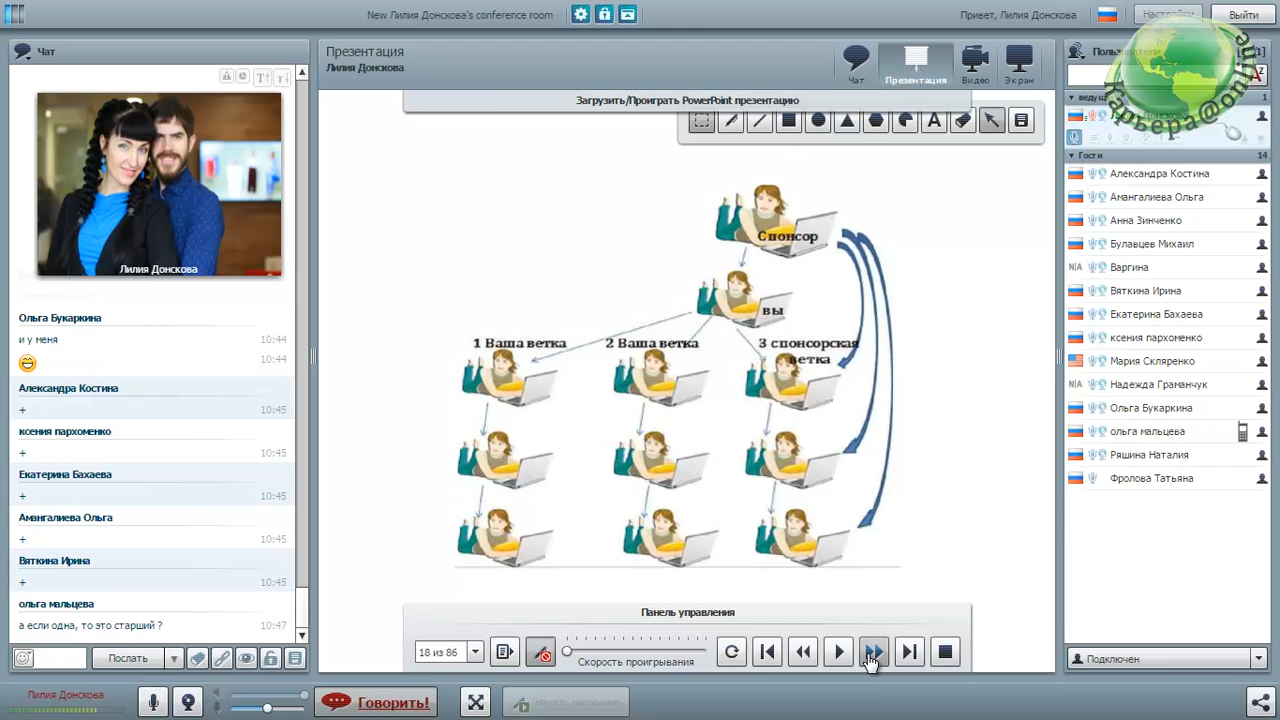 New Лилия Донскова's conference room
Привет, Лилия Донскова
Настройки
Выйти
Чат
Лилия Донскова
Ольга Букаркина
и у меня 10:44
10:44
Александра Костина
+ 10:45
ксения пархоменко
+ 10:45
Екатерина Бахаева
+ 10:45
Амангалиева Ольга
+ 10:45
Вяткина Ирина
+ 10:45
ольга мальцева
а если одна, то это старший ? 10:47
Послать
Презентация
Лилия Донскова
Чат
Презентация
Видео
Экран
Загрузить/Проиграть PowerPoint презентацию
A
Спонсор
вы
1 Ваша ветка
2 Ваша ветка
3 спонсорская
ветка
Панель управления
18 из 86
Скорость проигрывания
карьера@online
Гости 14
Александра Костина
Амангалиева Ольга
Анна Зинченко
Булавцев Михаил
N|A Варгина
Вяткина Ирина
Екатерина Бахаева
ксения пархоменко
Мария Скляренко
N|A Надежда Граманчук
Ольга Букаркина
ольга мальцева
Ряшина Наталия
Фролова Татьяна
Подключен
Лилия Донскова
Говорить!
Начать рисование